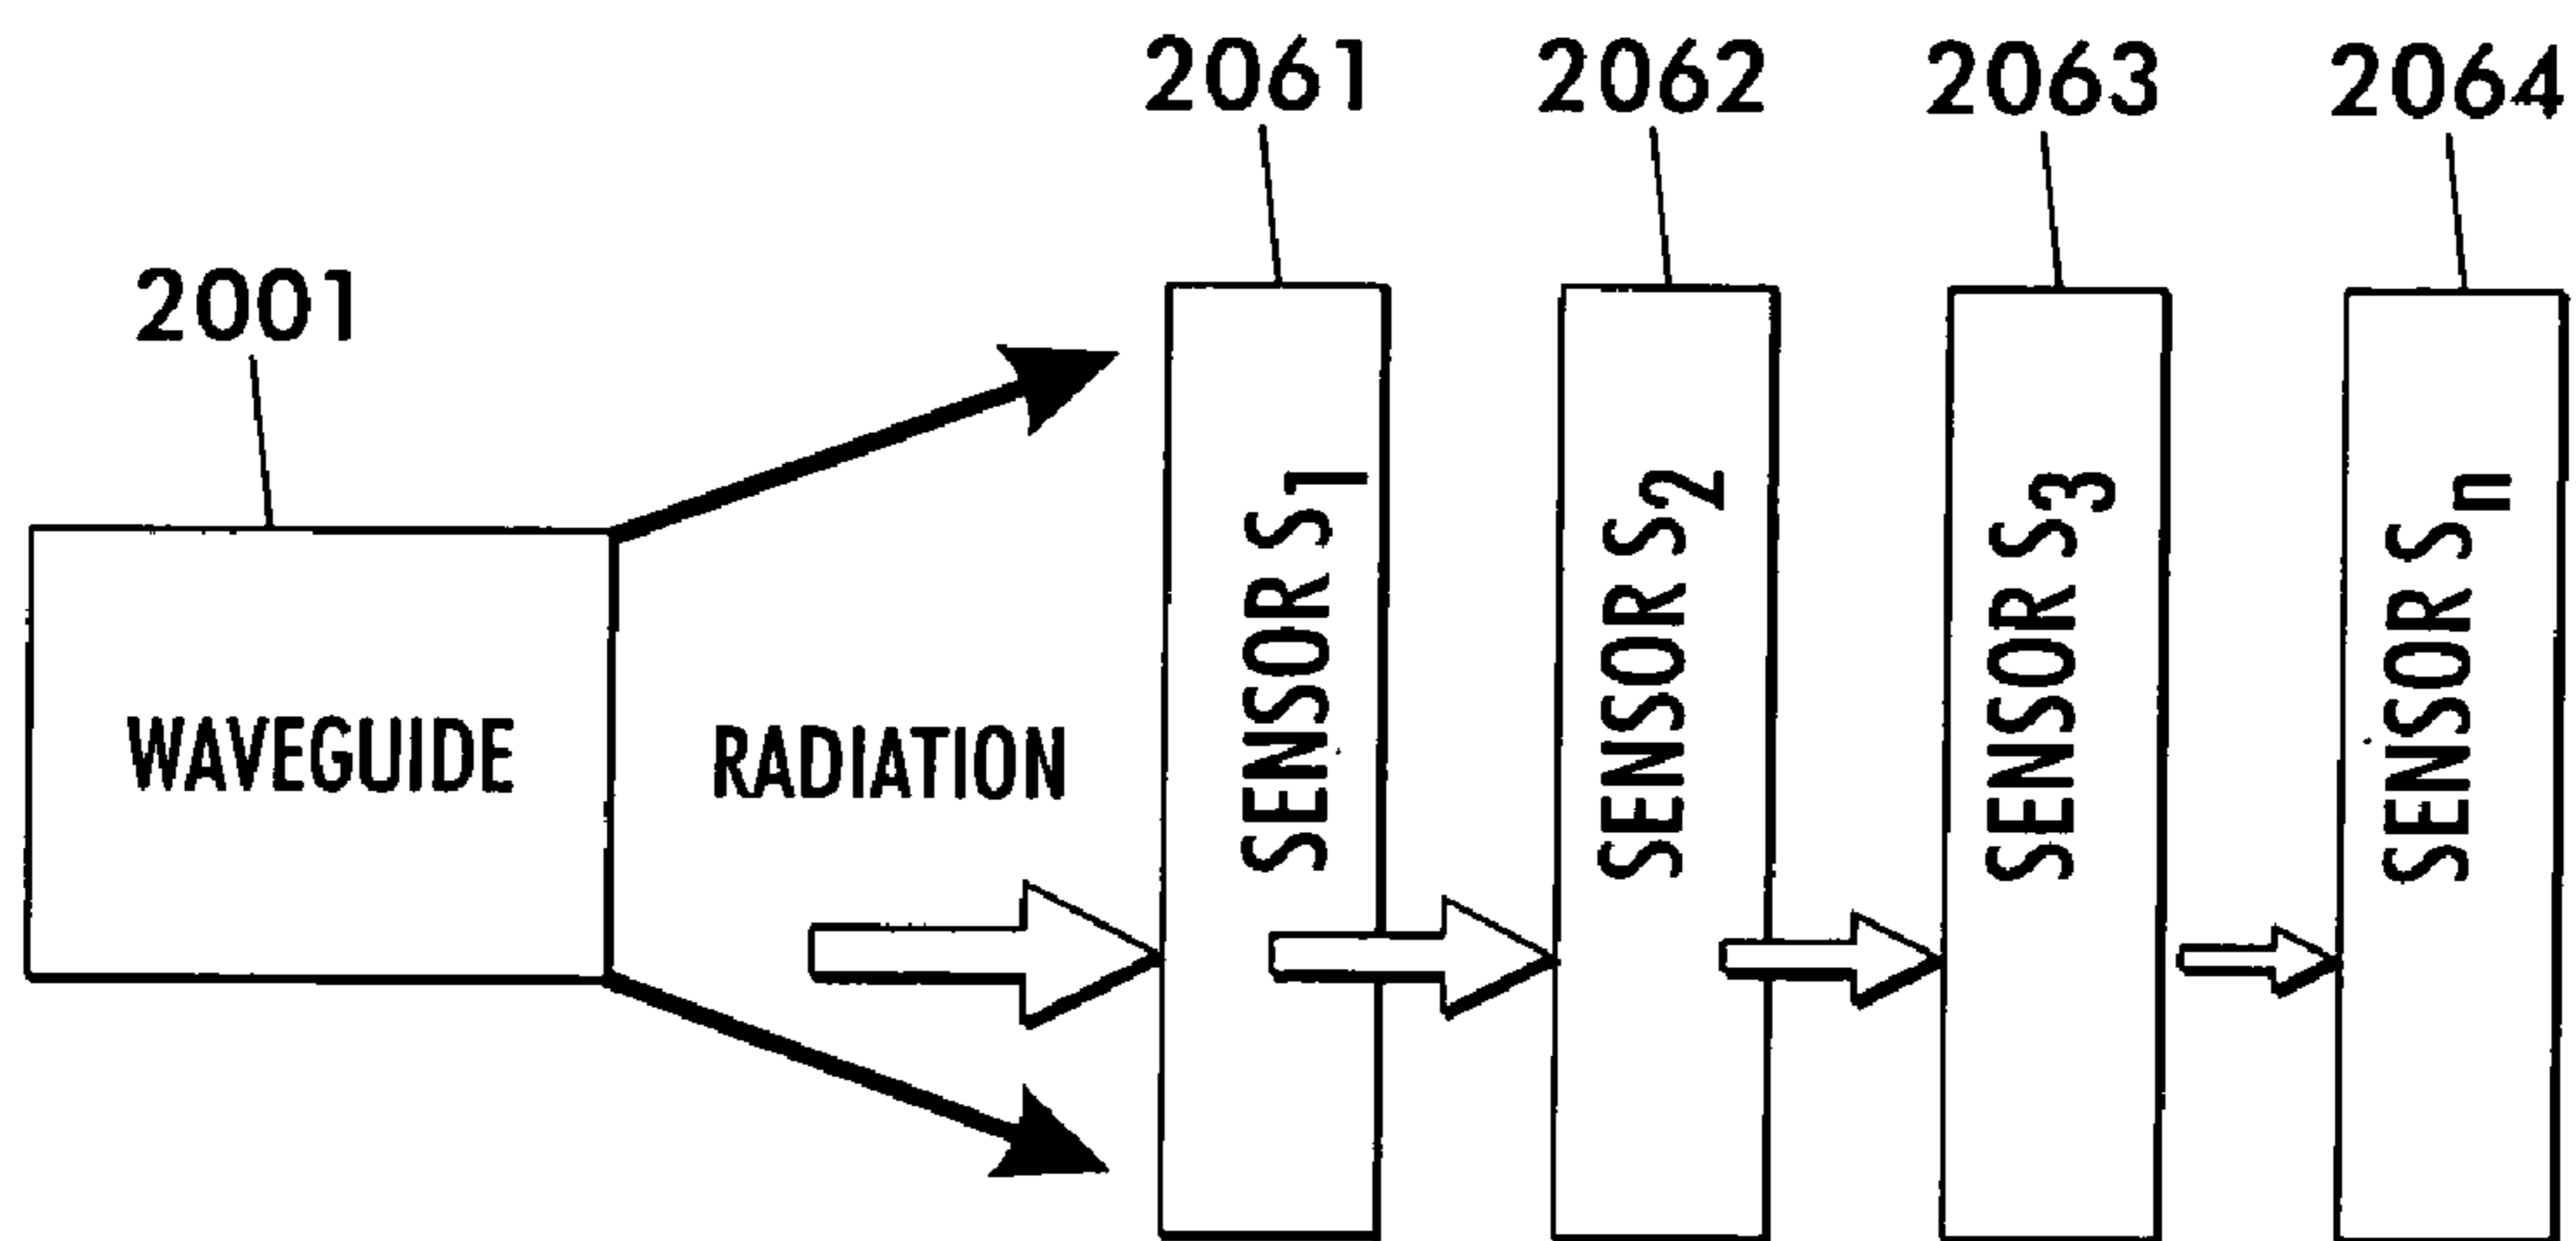 2061 2062 2063 2064
2001
WAVEGUIDE
RADIATION
SENSOR S1
SENSOR S2
SENSOR S3
SENSOR Sn